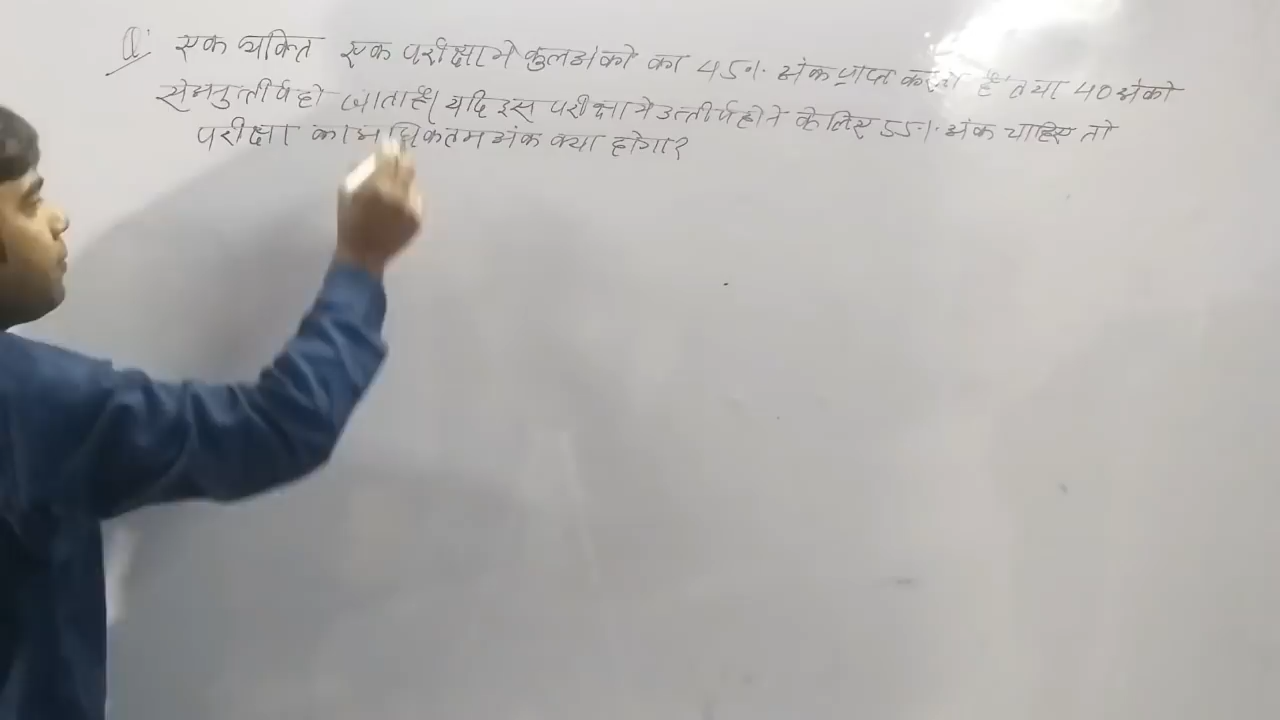 Q: एक व्यक्ति एक परीक्षा मे कुल अंको का 45% अंक प्राप्त करता है तथा 40 अंको
से अनुत्तीर्ण हो जाता है। यदि इस परीक्षा मे उत्तीर्ण होने के लिए 55% अंक चाहिए तो
परीक्षा का अधिकतम अंक क्या होगा?